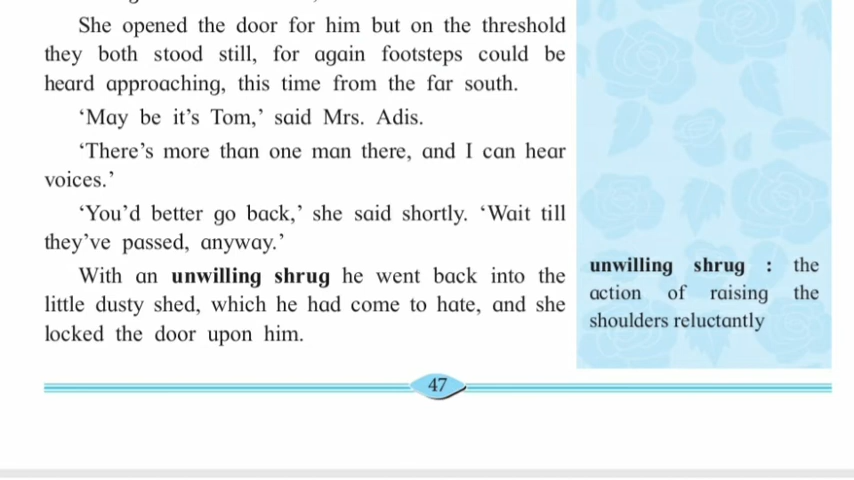 She opened the door for him but on the threshold
they both stood still, for again footsteps could be
heard approaching, this time from the far south.
‘May be it’s Tom,’ said Mrs. Adis.
‘There’s more than one man there, and I can hear
voices.’
‘You’d better go back,’ she said shortly. ‘Wait till
they’ve passed, anyway.’
With an unwilling shrug he went back into the
little dusty shed, which he had come to hate, and she
locked the door upon him.
unwilling shrug : the
action of raising the
shoulders reluctantly
47